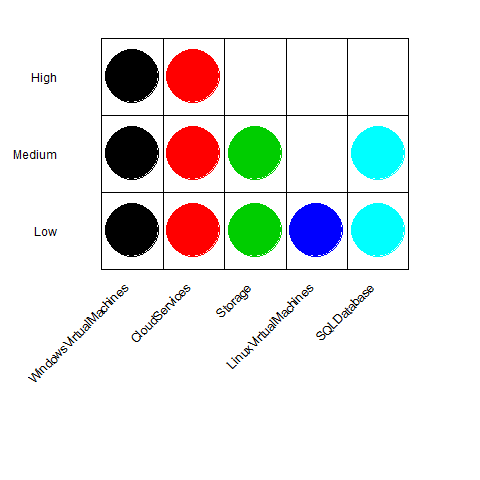 High
Medium
Low
WindowsVirtualMachines
CloudServices
Storage
LinuxVirtualMachines
SQLDatabase